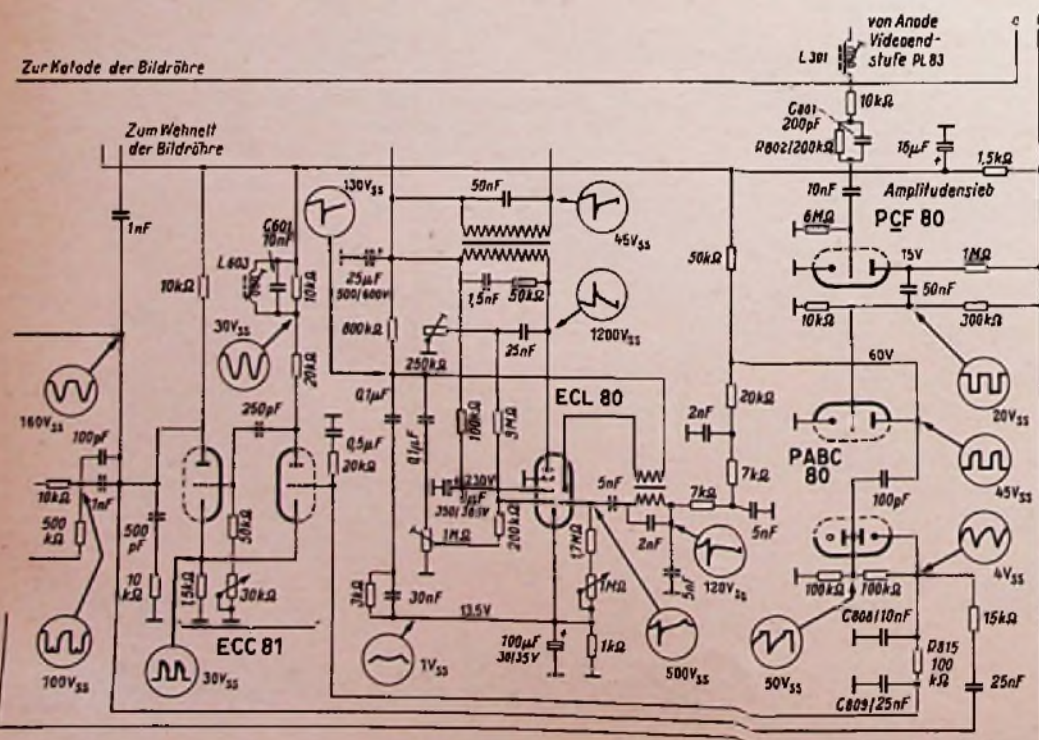 von Anode
Videoend-
stufe PL 83
L 301
Zur Katode der Bildröhre
10kΩ
C801
200pF
R802/200kΩ
16µF
+
1,5kΩ
Zum Wehnelt
der Bildröhre
10nF
Amplitudensieb
PCF 80
6MΩ
15V
1MΩ
50nF
10kΩ
300kΩ
60V
20Vss
130Vss
50nF
45Vss
1nF
C601
10nF
L603
10kΩ
10kΩ
25µF
500/600V
1,5nF
50kΩ
50kΩ
30Vss
800kΩ
25nF
1200Vss
250kΩ
20kΩ
160Vss
250pF
0,1µF
0,1µF
100kΩ
3MΩ
ECL 80
20kΩ
2nF
PABC
80
45Vss
100pF
0,5µF
20kΩ
7kΩ
100pF
10kΩ
1nF
230V
+
µF
350/385V
5nF
7kΩ
5nF
500
kΩ
500
pF
50kΩ
1MΩ
200kΩ
1,7MΩ
2nF
120Vss
4Vss
10
kΩ
1,5kΩ
30kΩ
3kΩ
30nF
13,5V
1MΩ
5nF
100kΩ
100kΩ
ECC 81
C808/10nF
15kΩ
100Vss
30Vss
1Vss
100µF
30/35V
+
1kΩ
500Vss
50Vss
R815
100
kΩ
25nF
C809/25nF